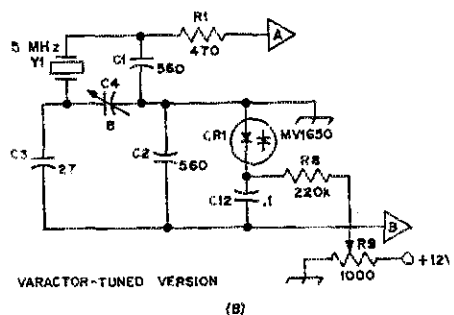 R1
A
5 MHz
Y1
C1
470
560
C4
8
C3
27
C2
560
CR1
MV1650
R8
220k
C12
.1
B
R9
+12V
1000
VARACTOR-TUNED VERSION
(B)